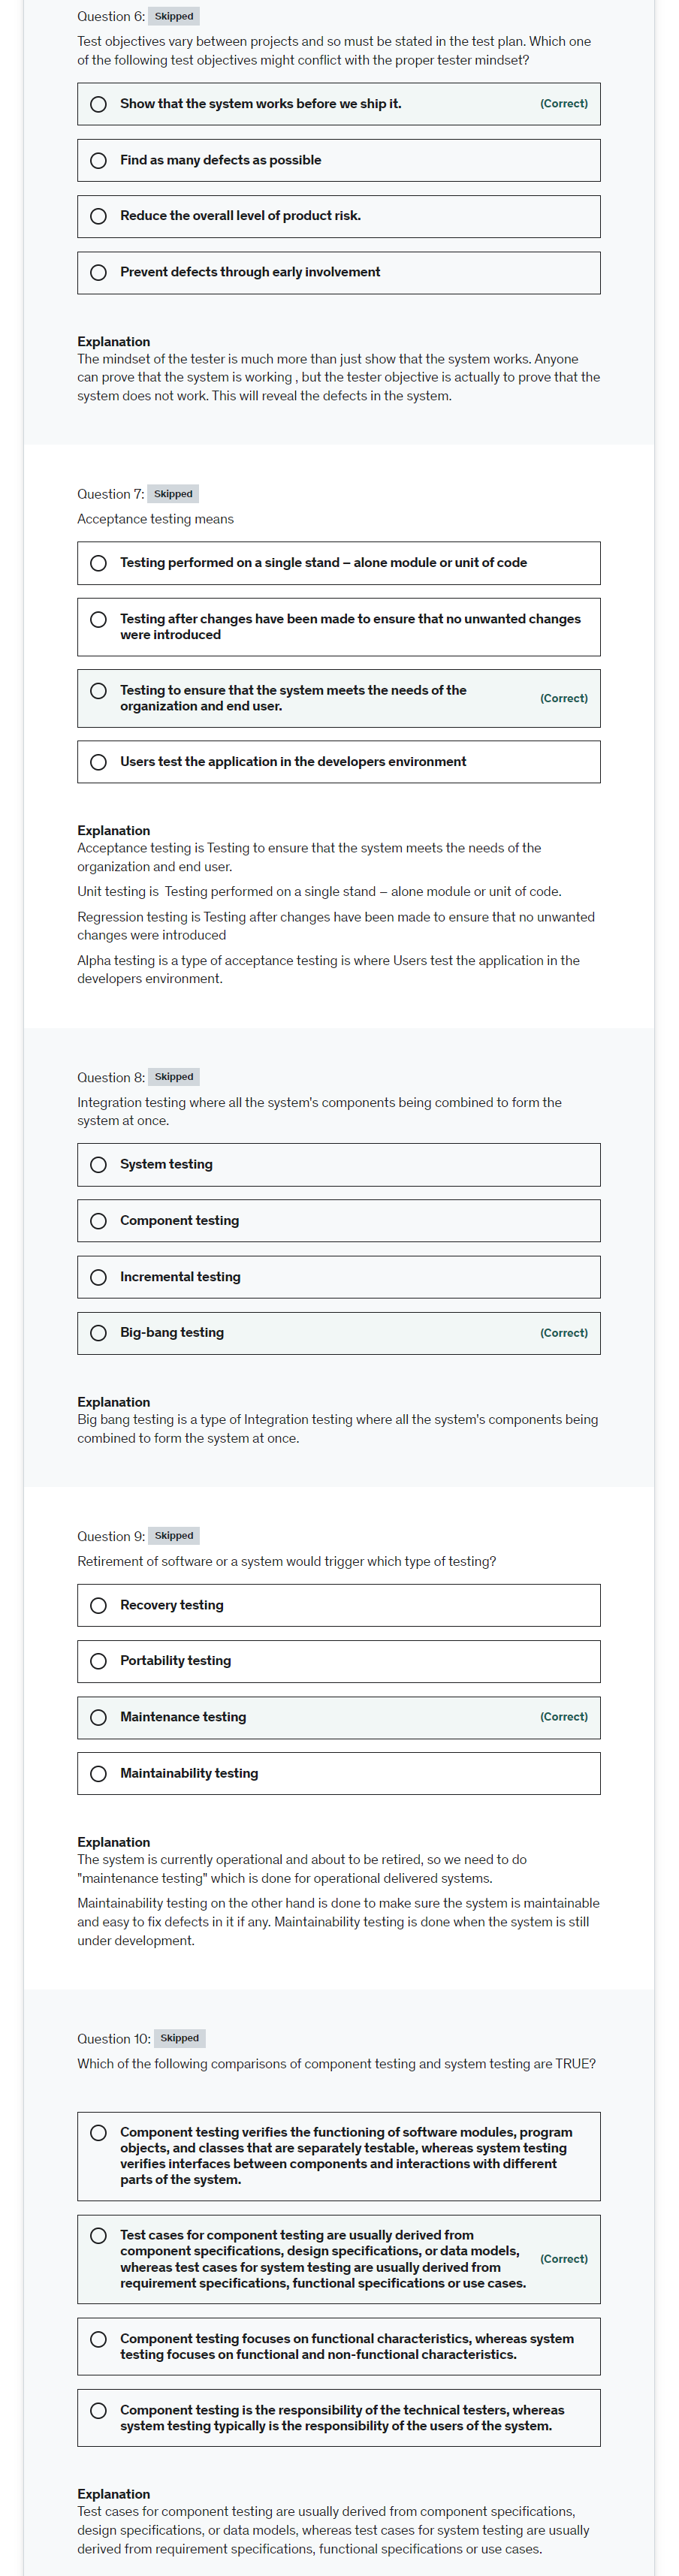 Question 6: Skipped
Test objectives vary between projects and so must be stated in the test plan. Which one
of the following test objectives might conflict with the proper tester mindset?
Show that the system works before we ship it. (Correct)
Find as many defects as possible
Reduce the overall level of product risk.
Prevent defects through early involvement
Explanation
The mindset of the tester is much more than just show that the system works. Anyone
can prove that the system is working , but the tester objective is actually to prove that the
system does not work. This will reveal the defects in the system.
Question 7: Skipped
Acceptance testing means
Testing performed on a single stand – alone module or unit of code
Testing after changes have been made to ensure that no unwanted changes
were introduced
Testing to ensure that the system meets the needs of the
organization and end user.
(Correct)
Users test the application in the developers environment
Explanation
Acceptance testing is Testing to ensure that the system meets the needs of the
organization and end user.
Unit testing is  Testing performed on a single stand – alone module or unit of code.
Regression testing is Testing after changes have been made to ensure that no unwanted
changes were introduced
Alpha testing is a type of acceptance testing is where Users test the application in the
developers environment.
Question 8: Skipped
Integration testing where all the system's components being combined to form the
system at once.
System testing
Component testing
Incremental testing
Big-bang testing (Correct)
Explanation
Big bang testing is a type of Integration testing where all the system's components being
combined to form the system at once.
Question 9: Skipped
Retirement of software or a system would trigger which type of testing?
Recovery testing
Portability testing
Maintenance testing (Correct)
Maintainability testing
Explanation
The system is currently operational and about to be retired, so we need to do
"maintenance testing" which is done for operational delivered systems.
Maintainability testing on the other hand is done to make sure the system is maintainable
and easy to fix defects in it if any. Maintainability testing is done when the system is still
under development.
Question 10: Skipped
Which of the following comparisons of component testing and system testing are TRUE?
Component testing verifies the functioning of software modules, program
objects, and classes that are separately testable, whereas system testing
verifies interfaces between components and interactions with different
parts of the system.
Test cases for component testing are usually derived from
component specifications, design specifications, or data models,
whereas test cases for system testing are usually derived from
requirement specifications, functional specifications or use cases.
(Correct)
Component testing focuses on functional characteristics, whereas system
testing focuses on functional and non-functional characteristics.
Component testing is the responsibility of the technical testers, whereas
system testing typically is the responsibility of the users of the system.
Explanation
Test cases for component testing are usually derived from component specifications,
design specifications, or data models, whereas test cases for system testing are usually
derived from requirement specifications, functional specifications or use cases.